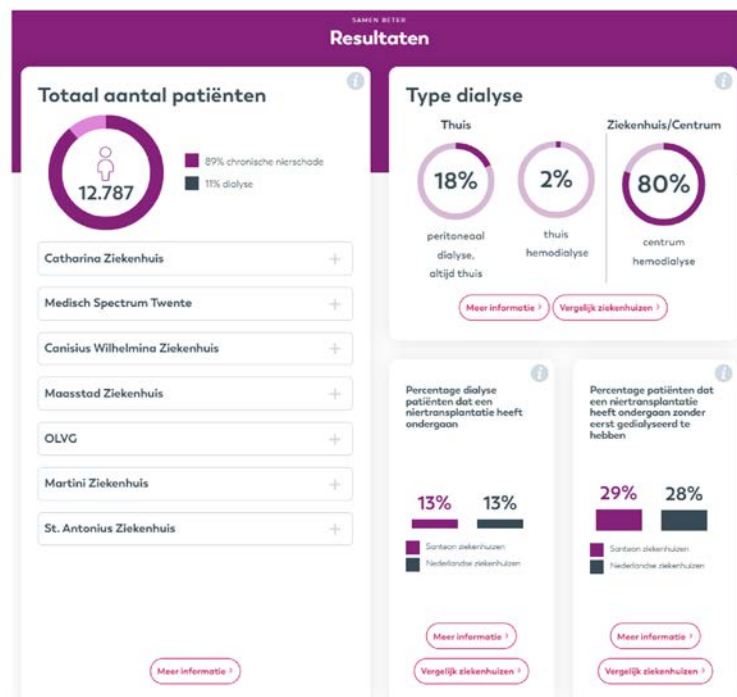 SAMEN BETER
Resultaten
Totaal aantal patiënten
12.787
89% chronische nierschade
11% dialyse
Catharina Ziekenhuis
Medisch Spectrum Twente
Canisius Wilhelmina Ziekenhuis
Maasstad Ziekenhuis
OLVG
Martini Ziekenhuis
St. Antonius Ziekenhuis
Meer informatie
Type dialyse
Thuis
Ziekenhuis/Centrum
18%
2%
80%
peritoneaal
dialyse,
altijd thuis
thuis
hemodialyse
centrum
hemodialyse
Meer informatie
Vergelijk ziekenhuizen
Percentage dialyse
patiënten dat een
niertransplantatie heeft
ondergaan
13%
13%
Santeon ziekenhuizen
Nederlandse ziekenhuizen
Meer informatie
Vergelijk ziekenhuizen
Percentage patiënten dat
een niertransplantatie
heeft ondergaan zonder
eerst gedialyseerd te
hebben
29%
28%
Santeon ziekenhuizen
Nederlandse ziekenhuizen
Meer informatie
Vergelijk ziekenhuizen